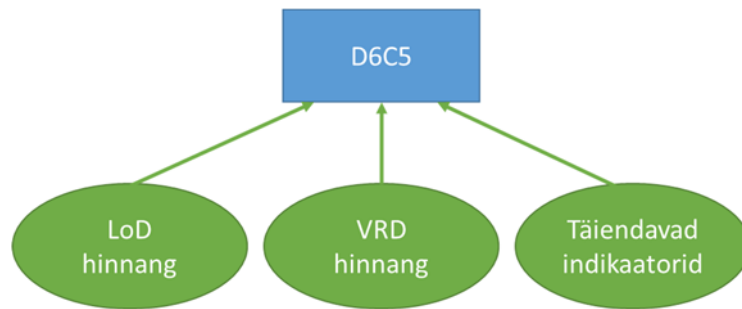 D6C5
LoD
hinnang
VRD
hinnang
Täiendavad
indikaatorid